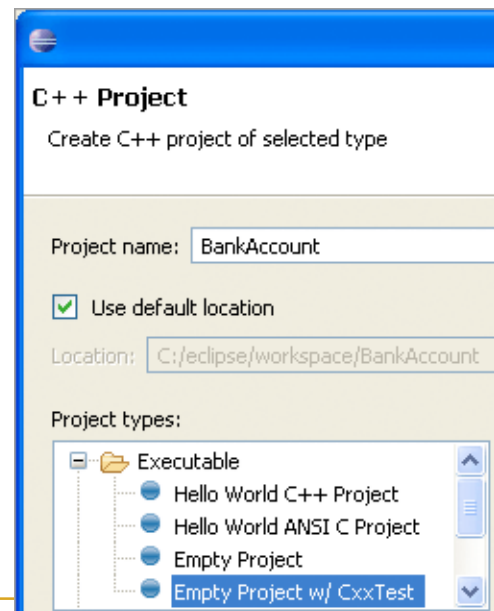 C++ Project
Create C++ project of selected type
Project name: BankAccount
Use default location
Location: C:/eclipse/workspace/BankAccount
Project types:
Executable
Hello World C++ Project
Hello World ANSI C Project
Empty Project
Empty Project w/ CxxTest